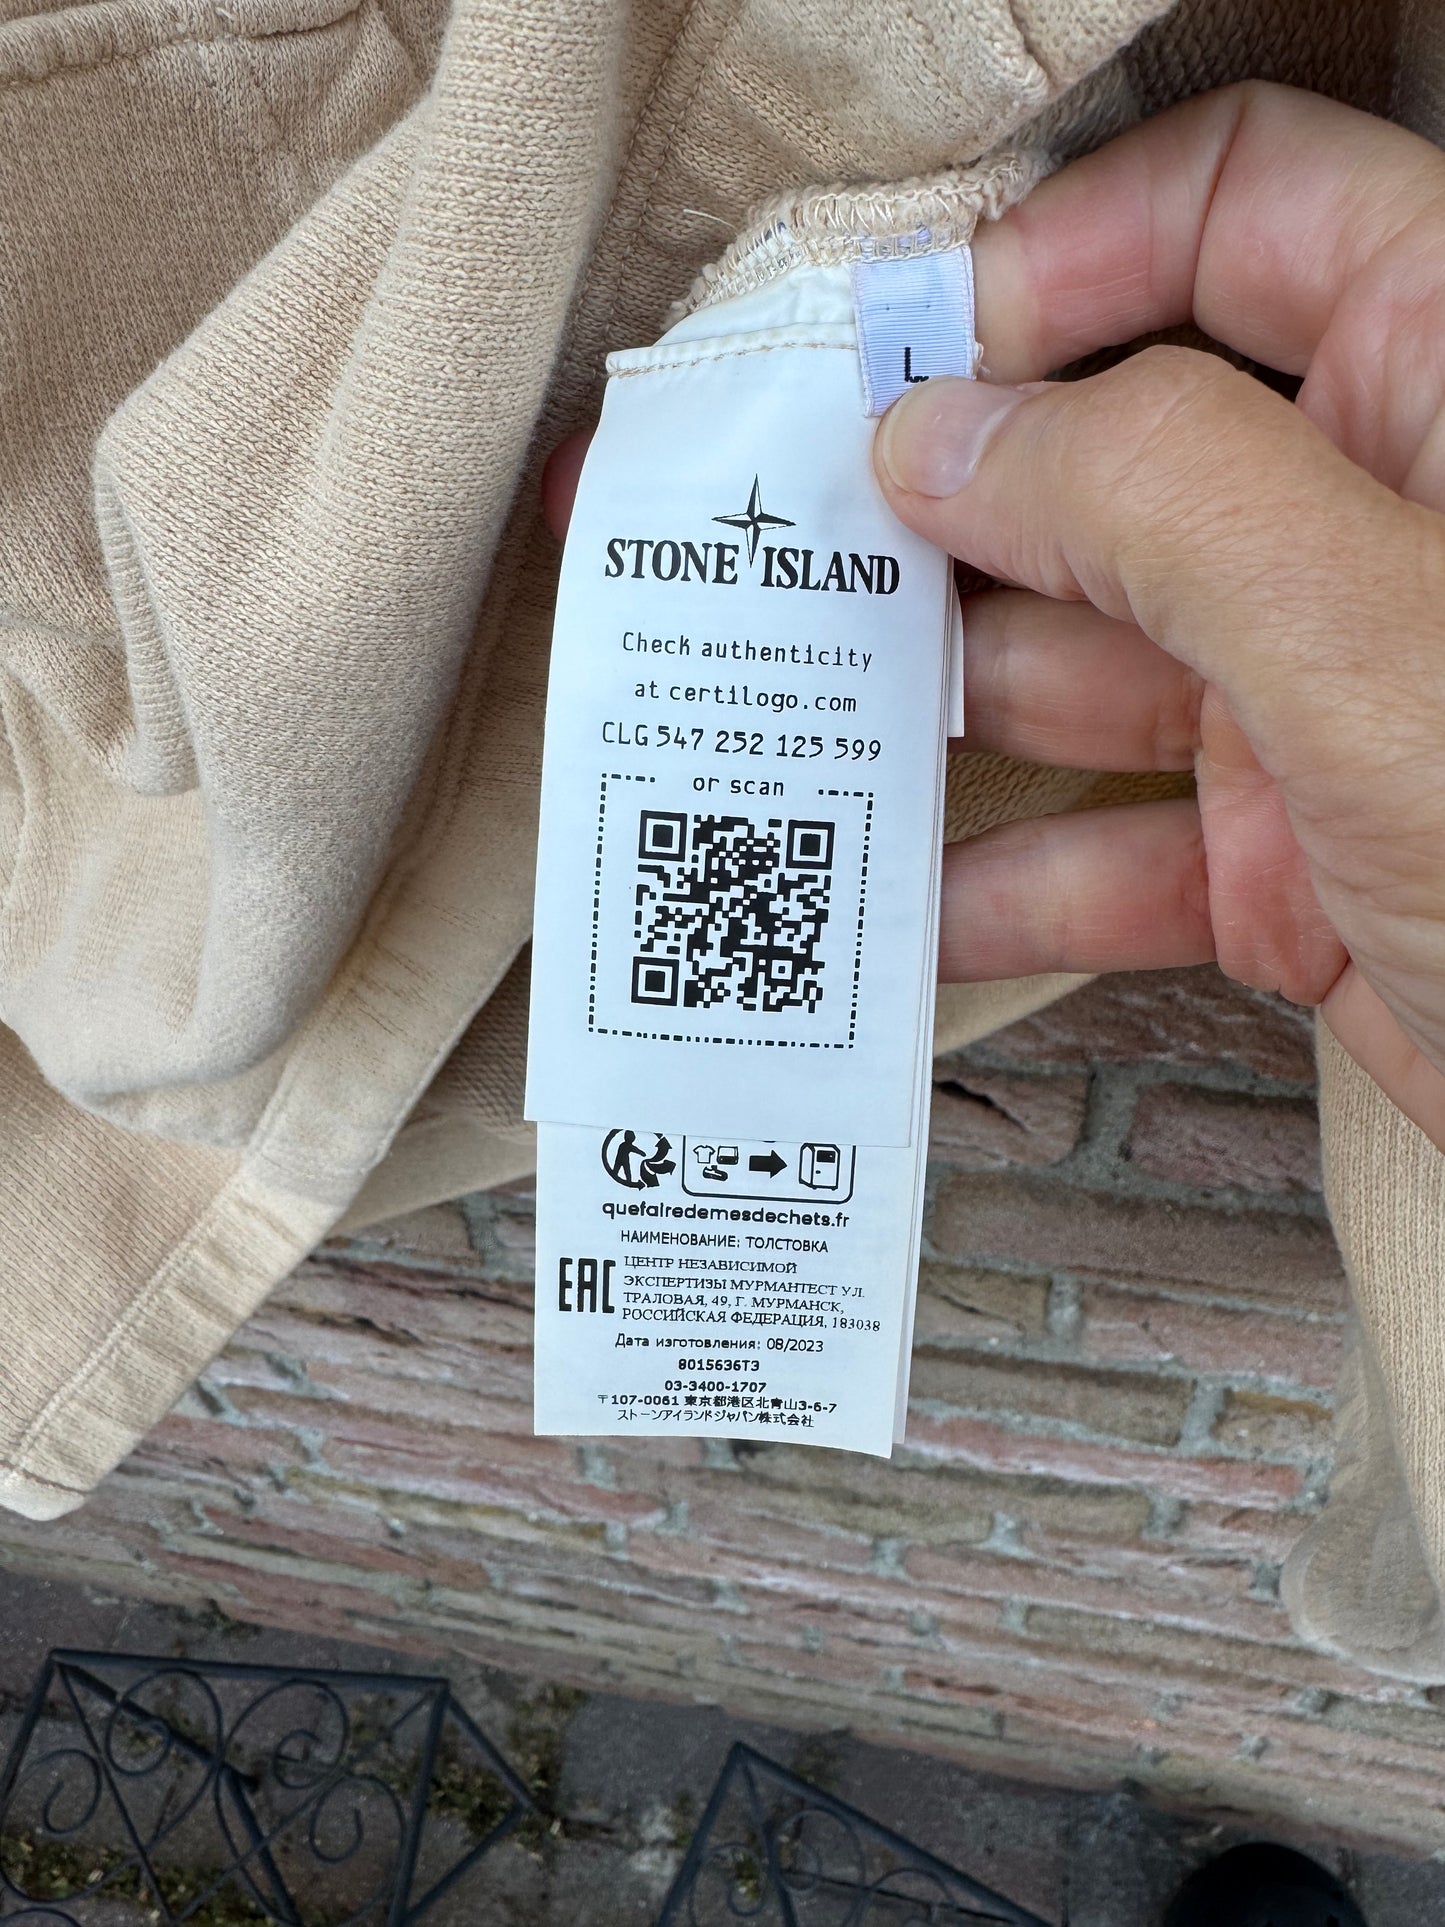 L
STONE ISLAND
Check authenticity
at certilogo.com
CLG 547 252 125 599
or scan
quefairedemesdechets.fr
НАИМЕНОВАНИЕ: ТОЛСТОВКА
EAC
ЦЕНТР НЕЗАВИСИМОЙ
ЭКСПЕРТИЗЫ МУРМАНТЕСТ УЛ.
ТРАЛОВАЯ, 49, Г. МУРМАНСК,
РОССИЙСКАЯ ФЕДЕРАЦИЯ, 183038
Дата изготовления: 08/2023
8015636T3
03-3400-1707
〒107-0061 東京都港区北青山3-6-7
ストーンアイランドジャパン株式会社